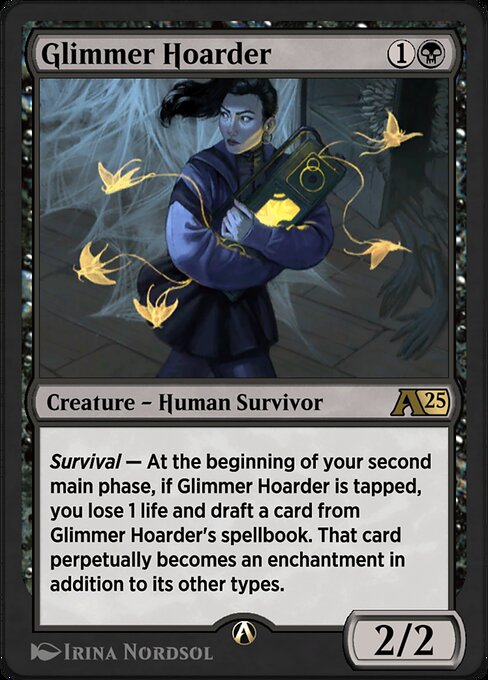 Glimmer Hoarder 1
Creature – Human Survivor A25
Survival — At the beginning of your second
main phase, if Glimmer Hoarder is tapped,
you lose 1 life and draft a card from
Glimmer Hoarder's spellbook. That card
perpetually becomes an enchantment in
addition to its other types.
2/2
Irina Nordsol